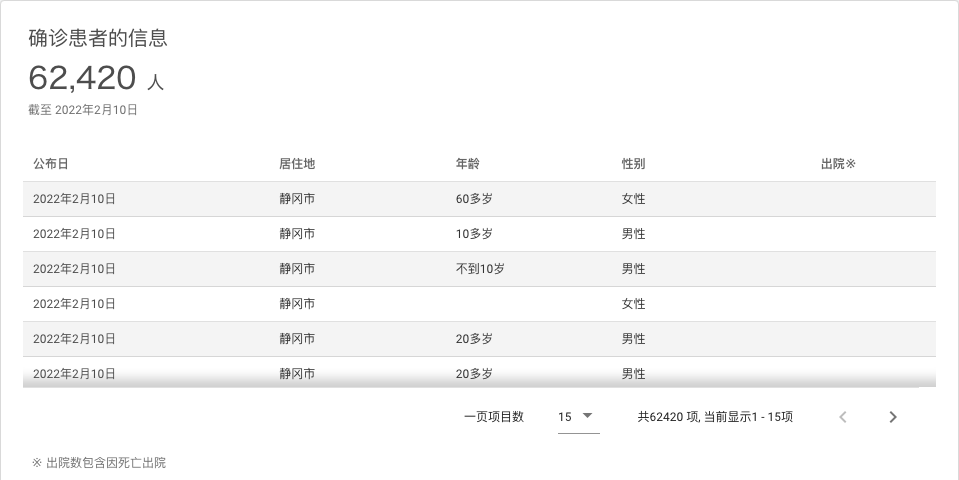 确诊患者的信息
62,420 人
截至 2022年2月10日
公布日 居住地 年龄 性别 出院※
2022年2月10日 静冈市 60多岁 女性
2022年2月10日 静冈市 10多岁 男性
2022年2月10日 静冈市 不到10岁 男性
2022年2月10日 静冈市 女性
2022年2月10日 静冈市 20多岁 男性
2022年2月10日 静冈市 20多岁 男性
一页项目数 15 共62420 项, 当前显示1 - 15项
※ 出院数包含因死亡出院